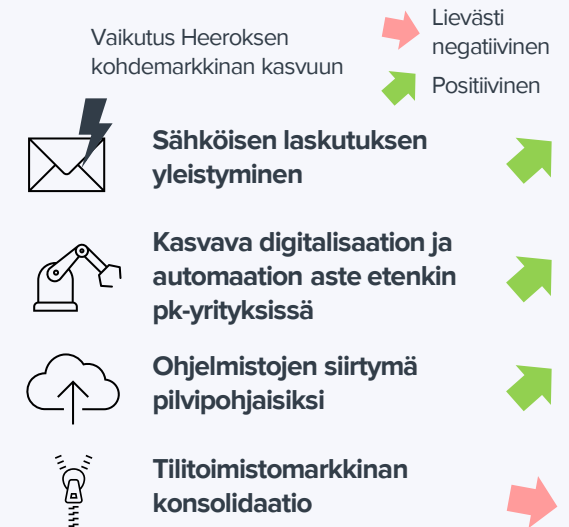 Vaikutus Heeroksen
kohdemarkkinan kasvuun
Lievästi
negatiivinen
Positiivinen
Sähköisen laskutuksen
yleistyminen
Kasvava digitalisaation ja
automaation aste etenkin
pk-yrityksissä
Ohjelmistojen siirtymä
pilvipohjaisiksi
Tilitoimistomarkkinan
konsolidaatio